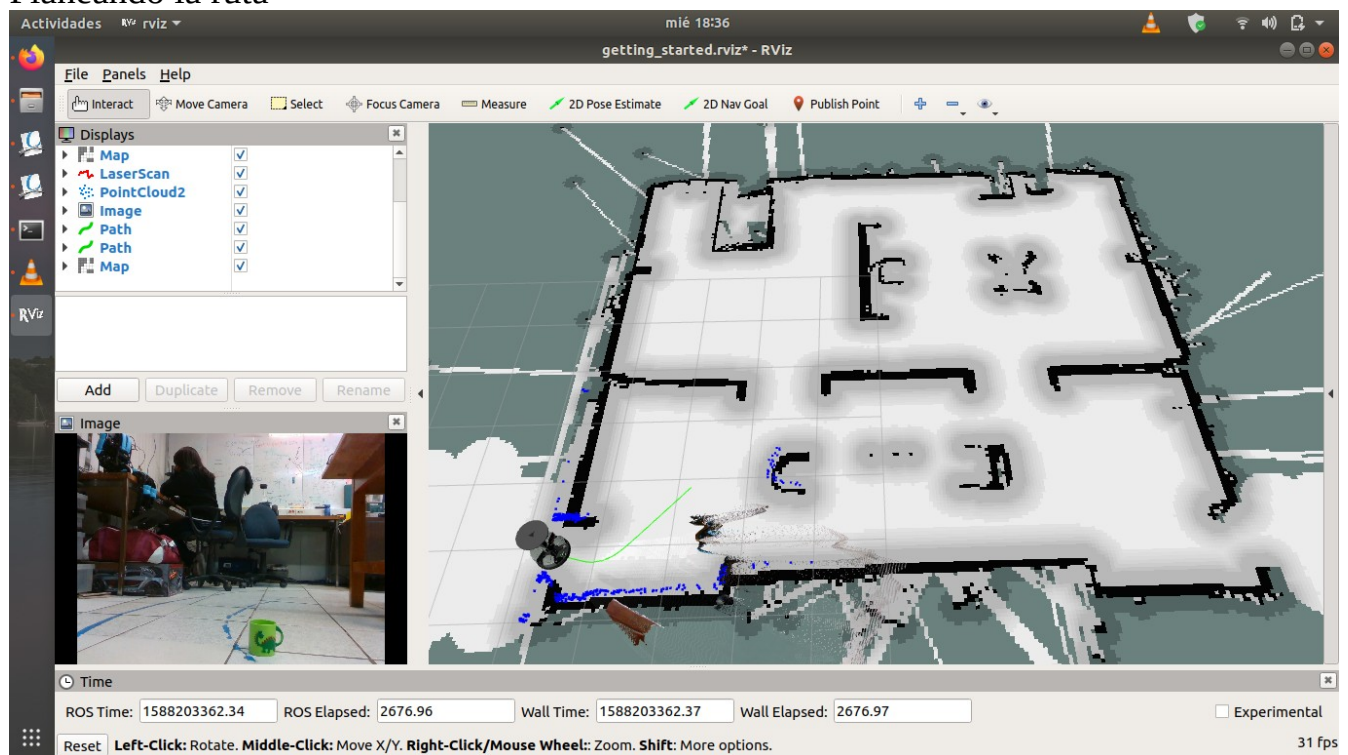 Planeando la ruta
Actividades RViz rviz mié 18:36
getting_started.rviz* - RViz
File Panels Help
Interact Move Camera Select Focus Camera Measure 2D Pose Estimate 2D Nav Goal Publish Point
Displays
Map
LaserScan
PointCloud2
Image
Path
Path
Map
RViz
Add Duplicate Remove Rename
Image
Time
ROS Time: 1588203362.34 ROS Elapsed: 2676.96 Wall Time: 1588203362.37 Wall Elapsed: 2676.97 Experimental
Reset Left-Click: Rotate. Middle-Click: Move X/Y. Right-Click/Mouse Wheel:: Zoom. Shift: More options. 31 fps